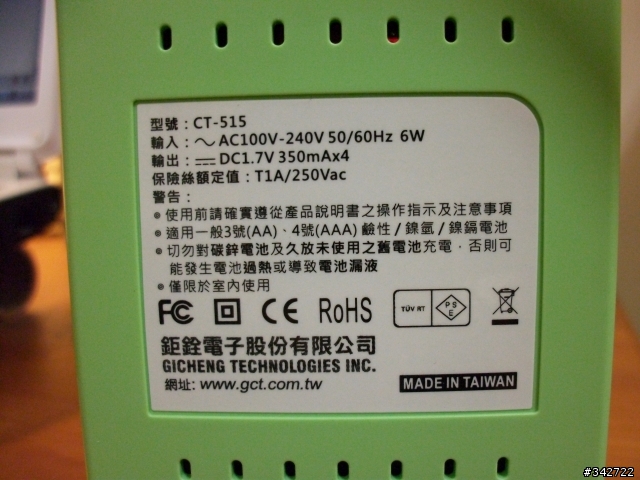 型號：CT-515
輸入：～AC100V-240V 50/60Hz 6W
輸出：⎓DC1.7V 350mAx4
保險絲額定值：T1A/250Vac
警告：
• 使用前請確實遵從產品說明書之操作指示及注意事項
• 適用一般3號(AA)、4號(AAA) 鹼性 / 鎳氫 / 鎳鎘電池
• 切勿對碳鋅電池及久放未使用之舊電池充電，否則可
能發生電池過熱或導致電池漏液
• 僅限於室內使用
FC CE RoHS TÜV RT PSE
鉅銓電子股份有限公司
GICHENG TECHNOLOGIES INC.
網址: www.gct.com.tw
MADE IN TAIWAN
#342722